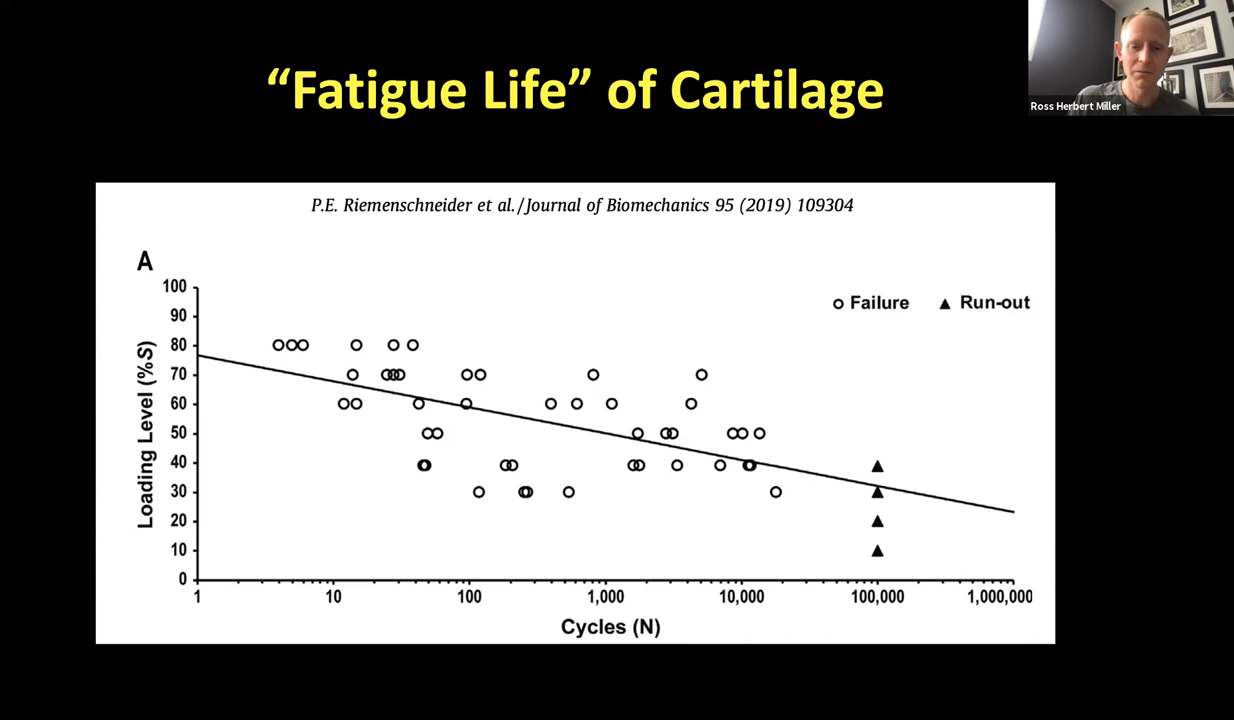 “Fatigue Life” of Cartilage
Ross Herbert Miller
P.E. Riemenschneider et al./Journal of Biomechanics 95 (2019) 109304
A
Failure
Run-out
Loading Level (%S)
100
90
80
70
60
50
40
30
20
10
0
1
10
100
1,000
10,000
100,000
1,000,000
Cycles (N)